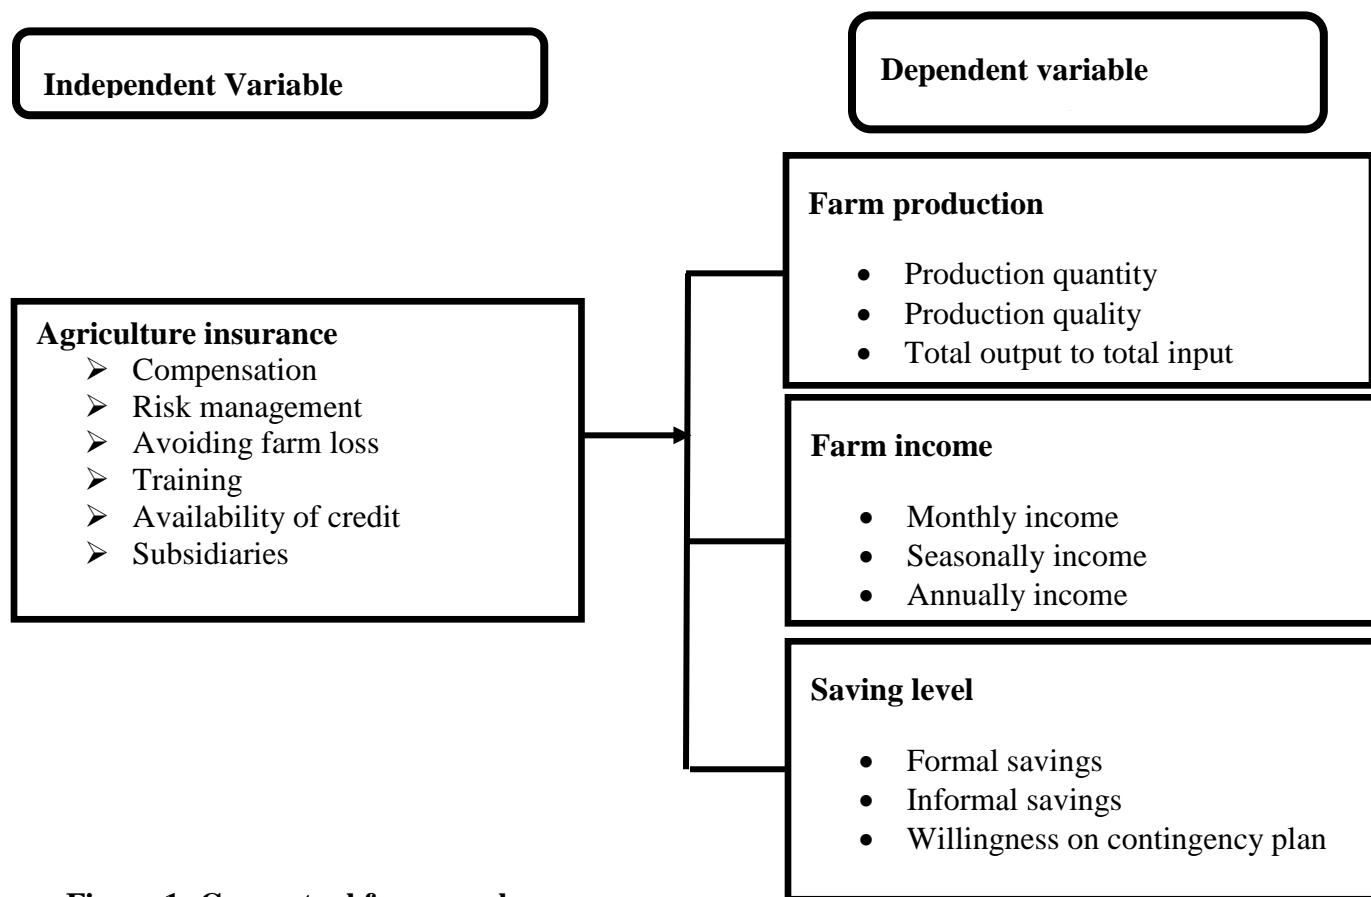 Independent Variable
Dependent variable
Agriculture insurance
➢ Compensation
➢ Risk management
➢ Avoiding farm loss
➢ Training
➢ Availability of credit
➢ Subsidiaries
Farm production
• Production quantity
• Production quality
• Total output to total input
Farm income
• Monthly income
• Seasonally income
• Annually income
Saving level
• Formal savings
• Informal savings
• Willingness on contingency plan